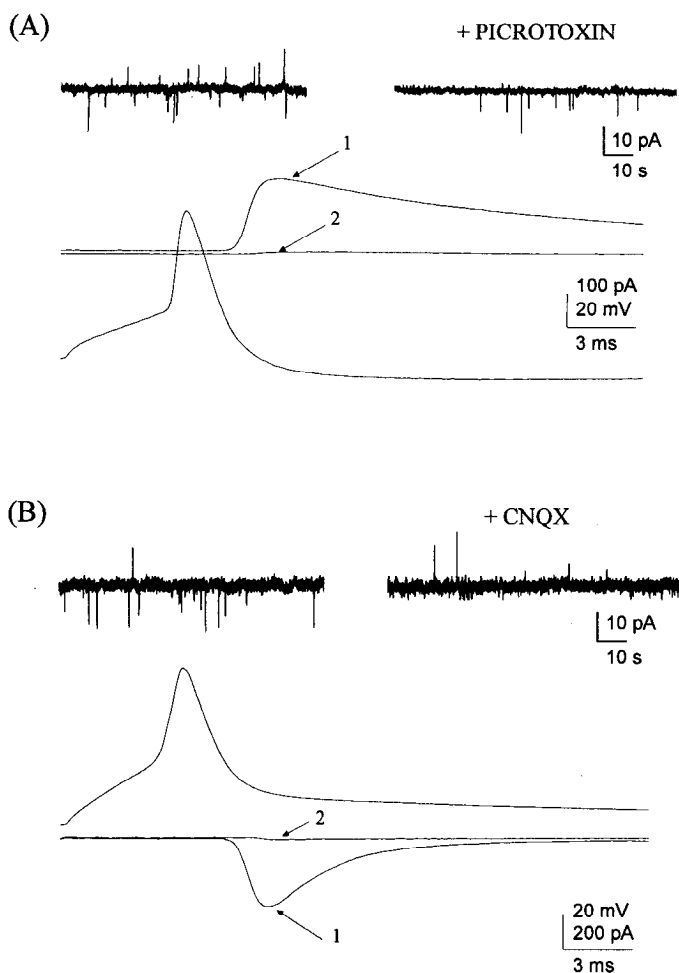 (A)
+ PICROTOXIN
10 pA
10 s
1
2
100 pA
20 mV
3 ms
(B)
+ CNQX
10 pA
10 s
2
1
20 mV
200 pA
3 ms